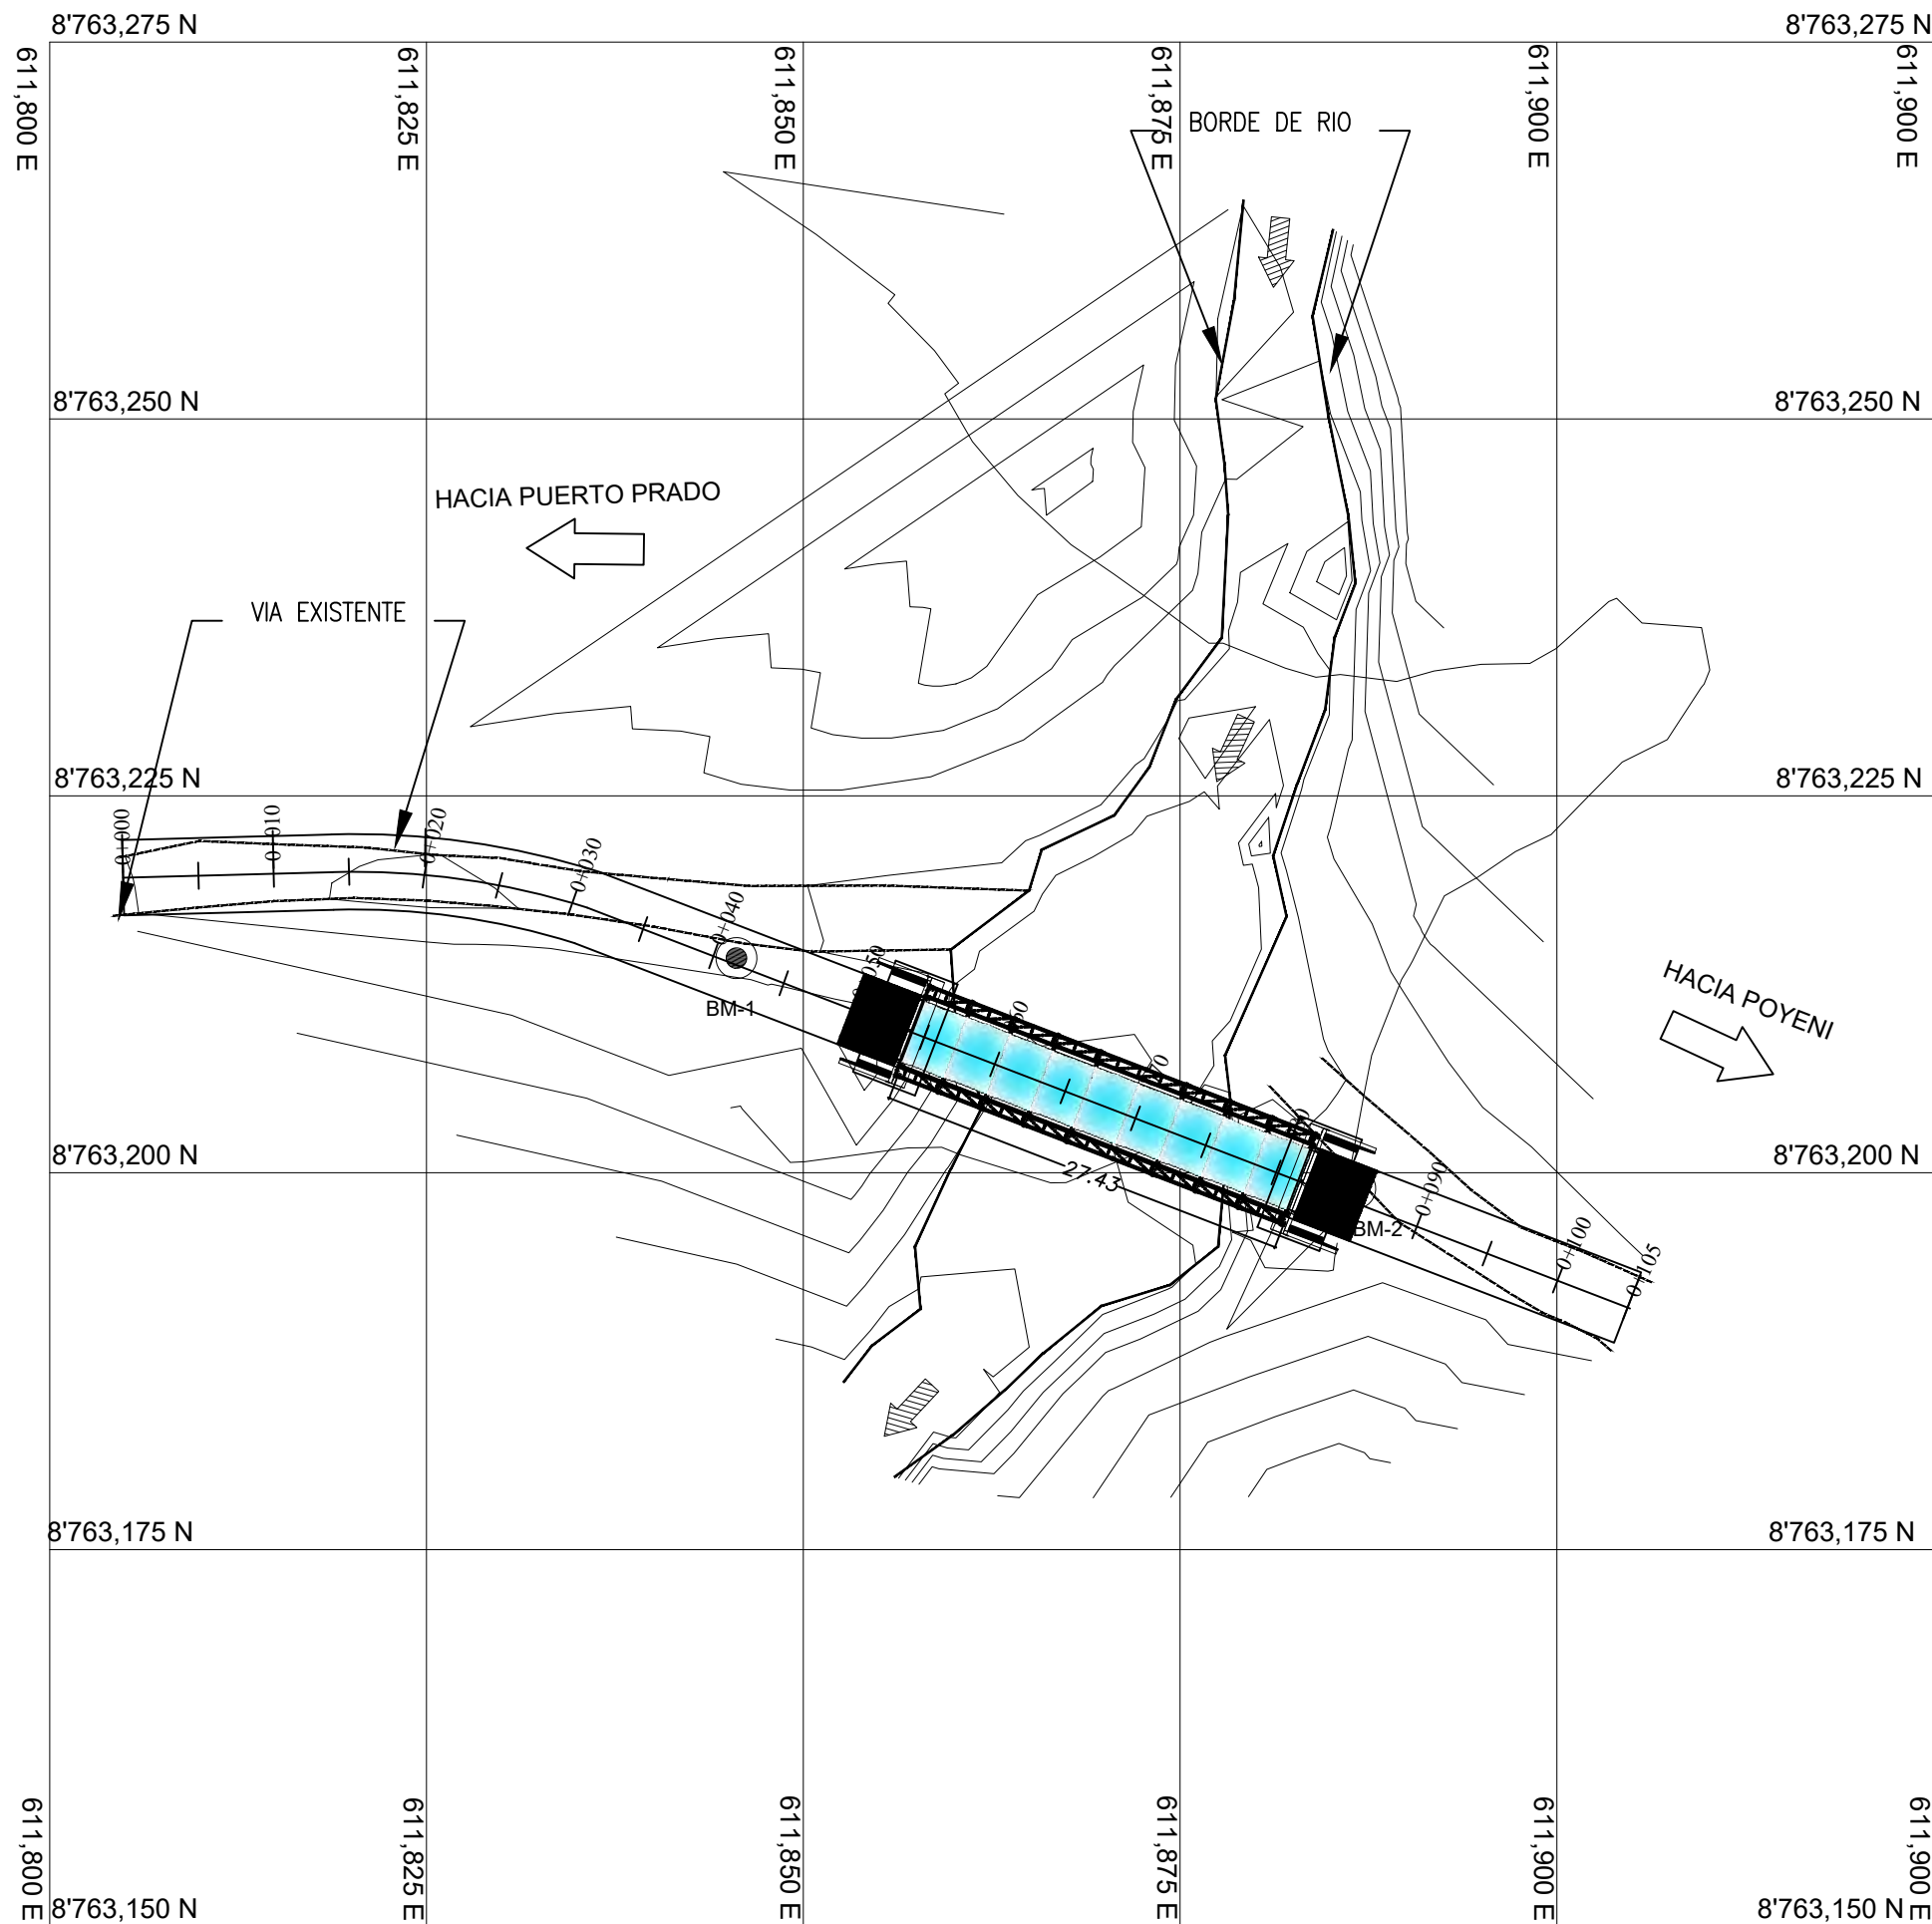 8'763,275 N
8'763,275 N
611,800 E
611,825 E
611,850 E
611,875 E
611,900 E
611,900 E
BORDE DE RIO
8'763,250 N
8'763,250 N
HACIA PUERTO PRADO
VIA EXISTENTE
8'763,225 N
8'763,225 N
0+000
0+010
0+020
0+030
0+040
BM-1
HACIA POYENI
8'763,200 N
8'763,200 N
27.43
BM-2
0+090
0+100
0+105
8'763,175 N
8'763,175 N
611,800 E
611,825 E
611,850 E
611,875 E
611,900 E
611,900 E
8'763,150 N
8'763,150 N